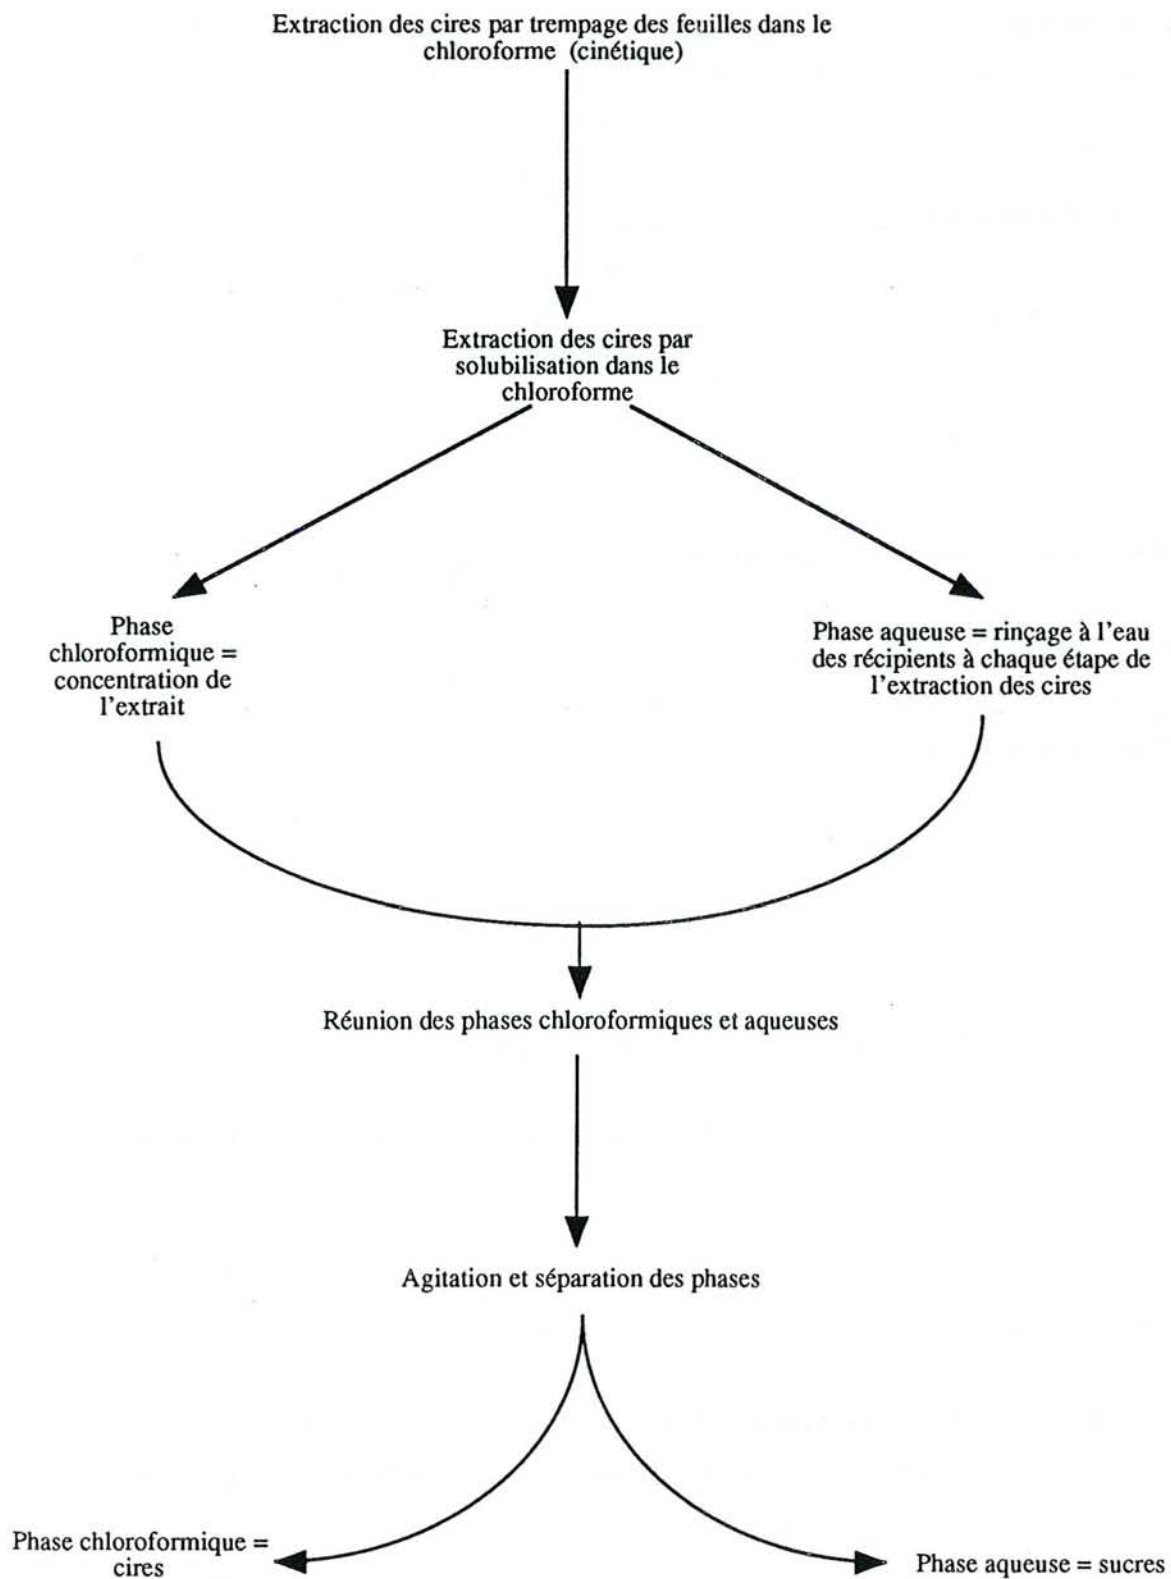 Extraction des cires par trempage des feuilles dans le
chloroforme (cinétique)
Extraction des cires par
solubilisation dans le
chloroforme
Phase
chloroformique =
concentration de
l'extrait
Phase aqueuse = rinçage à l'eau
des récipients à chaque étape de
l'extraction des cires
Réunion des phases chloroformiques et aqueuses
Agitation et séparation des phases
Phase chloroformique =
cires
Phase aqueuse = sucres